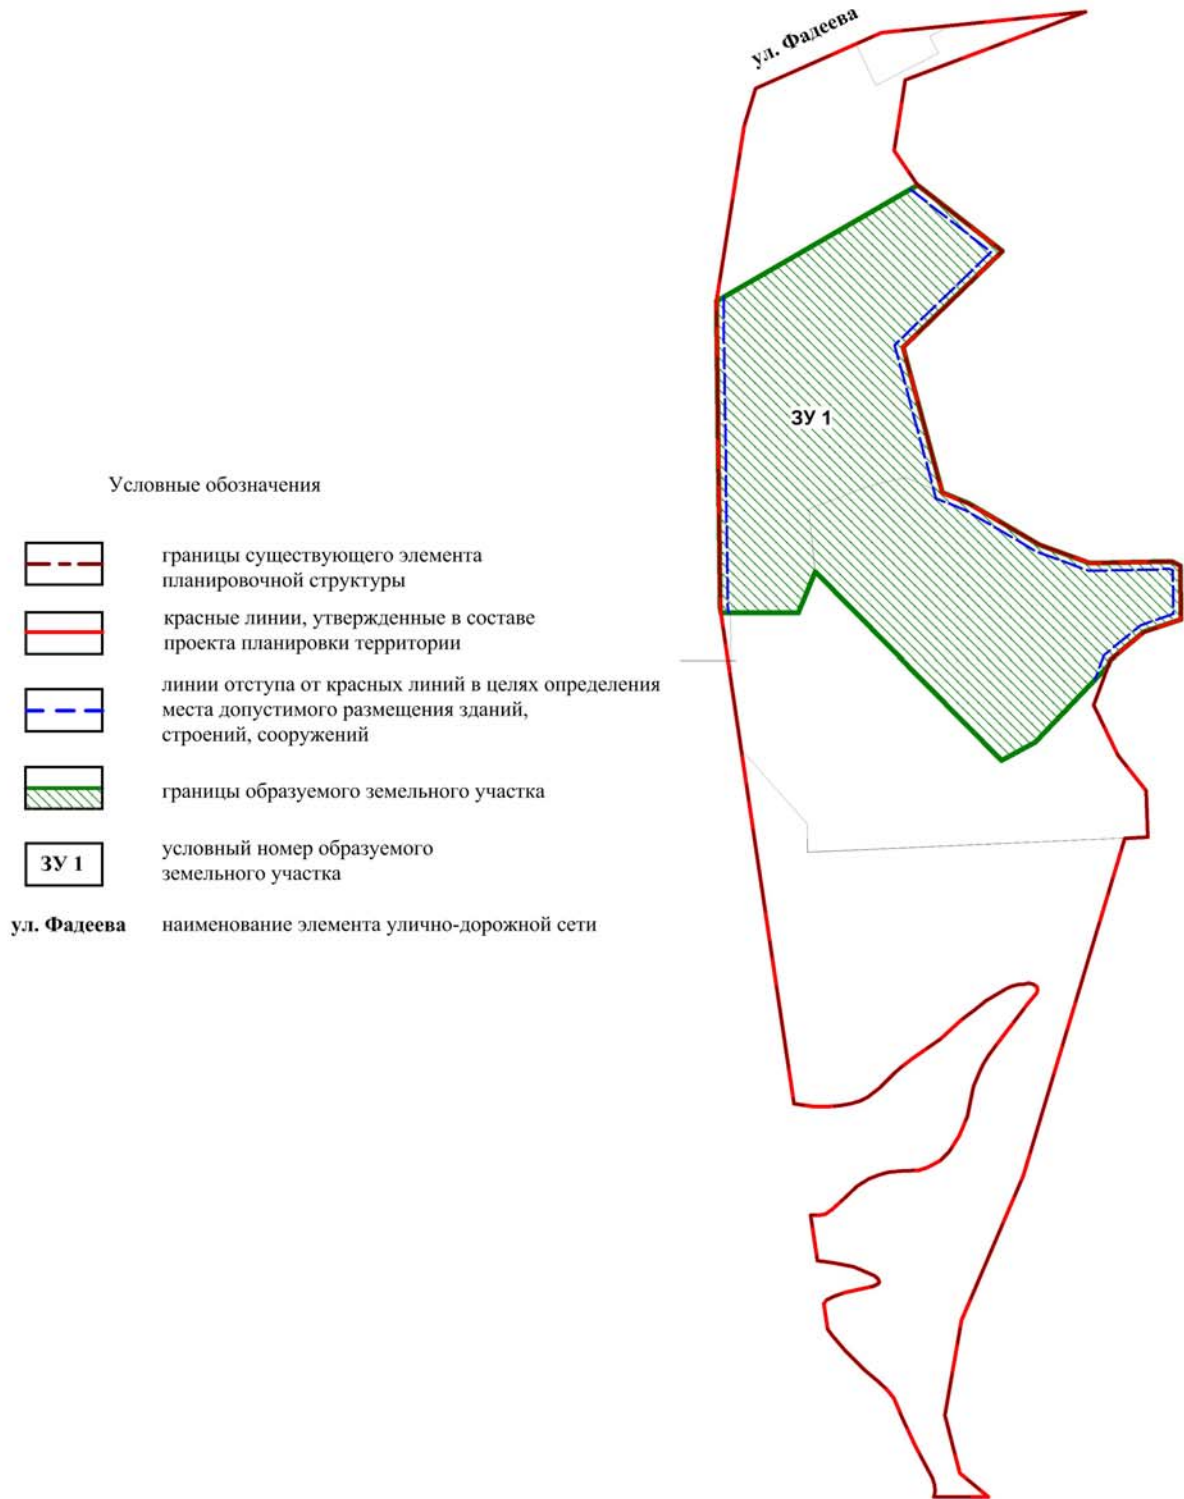 ул. Фадеева
ЗУ 1
Условные обозначения
границы существующего элемента
планировочной структуры
красные линии, утвержденные в составе
проекта планировки территории
линии отступа от красных линий в целях определения
места допустимого размещения зданий,
строений, сооружений
границы образуемого земельного участка
ЗУ 1
условный номер образуемого
земельного участка
ул. Фадеева наименование элемента улично-дорожной сети